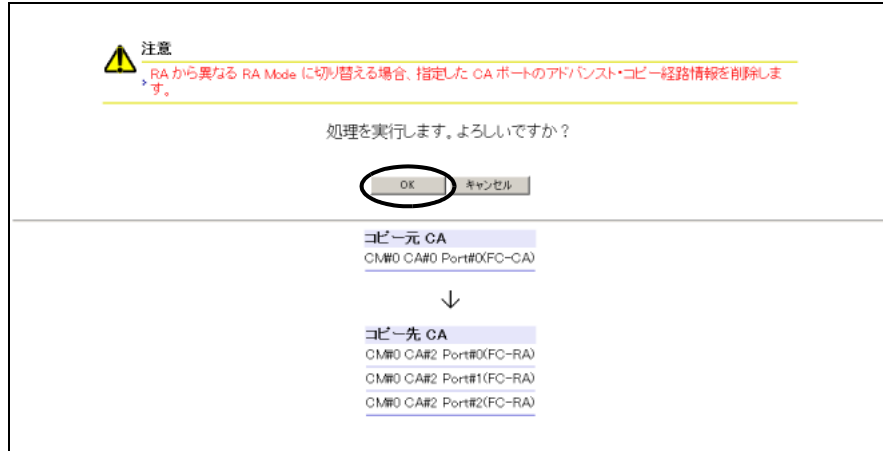 注意
RAから異なる RA Mode に切り替える場合、指定した CA ポートのアドバンスト・コピー経路情報を削除しま
す。
処理を実行します。よろしいですか？
OK キャンセル
コピー元 CA
CM#0 CA#0 Port#0(FC-CA)
↓
コピー先 CA
CM#0 CA#2 Port#0(FC-RA)
CM#0 CA#2 Port#1(FC-RA)
CM#0 CA#2 Port#2(FC-RA)